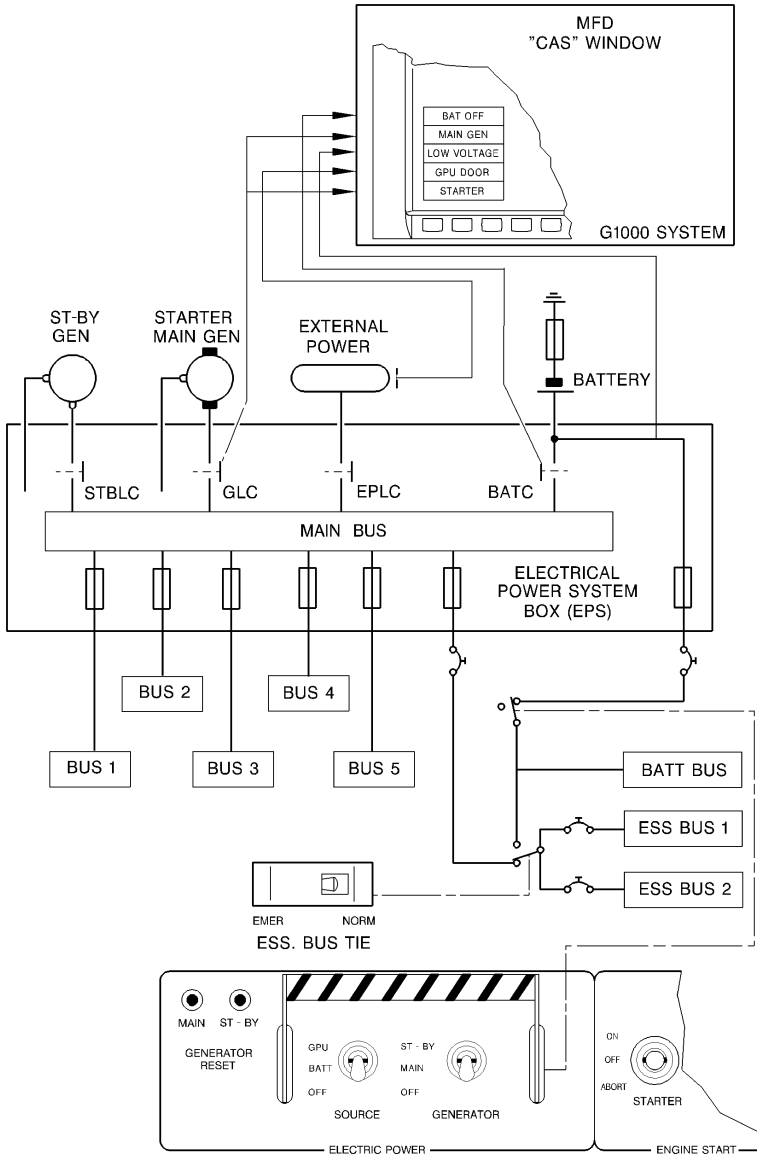 MFD
"CAS" WINDOW
BAT OFF
MAIN GEN
LOW VOLTAGE
GPU DOOR
STARTER
G1000 SYSTEM
ST-BY
GEN
STARTER
MAIN GEN
EXTERNAL
POWER
BATTERY
STBLC
GLC
EPLC
BATC
MAIN BUS
ELECTRICAL
POWER SYSTEM
BOX (EPS)
BUS 2
BUS 4
BUS 1
BUS 3
BUS 5
BATT BUS
ESS BUS 1
ESS BUS 2
EMER
NORM
ESS. BUS TIE
MAIN
ST - BY
GENERATOR
RESET
GPU
BATT
OFF
SOURCE
ST - BY
MAIN
OFF
GENERATOR
ON
OFF
ABORT
STARTER
ELECTRIC POWER
ENGINE START